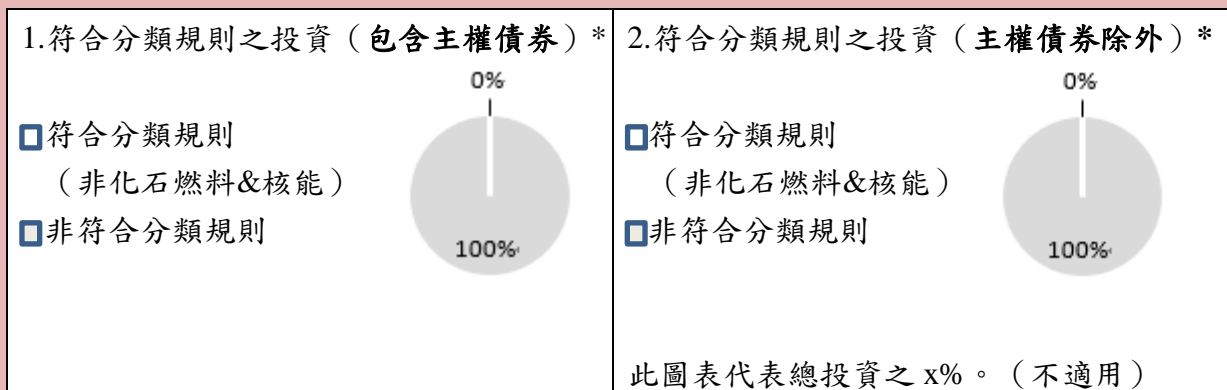 1.符合分類規則之投資（包含主權債券）*
0%
符合分類規則
（非化石燃料&核能）
非符合分類規則
100%
2.符合分類規則之投資（主權債券除外）*
0%
符合分類規則
（非化石燃料&核能）
非符合分類規則
100%
此圖表代表總投資之 x%。（不適用）